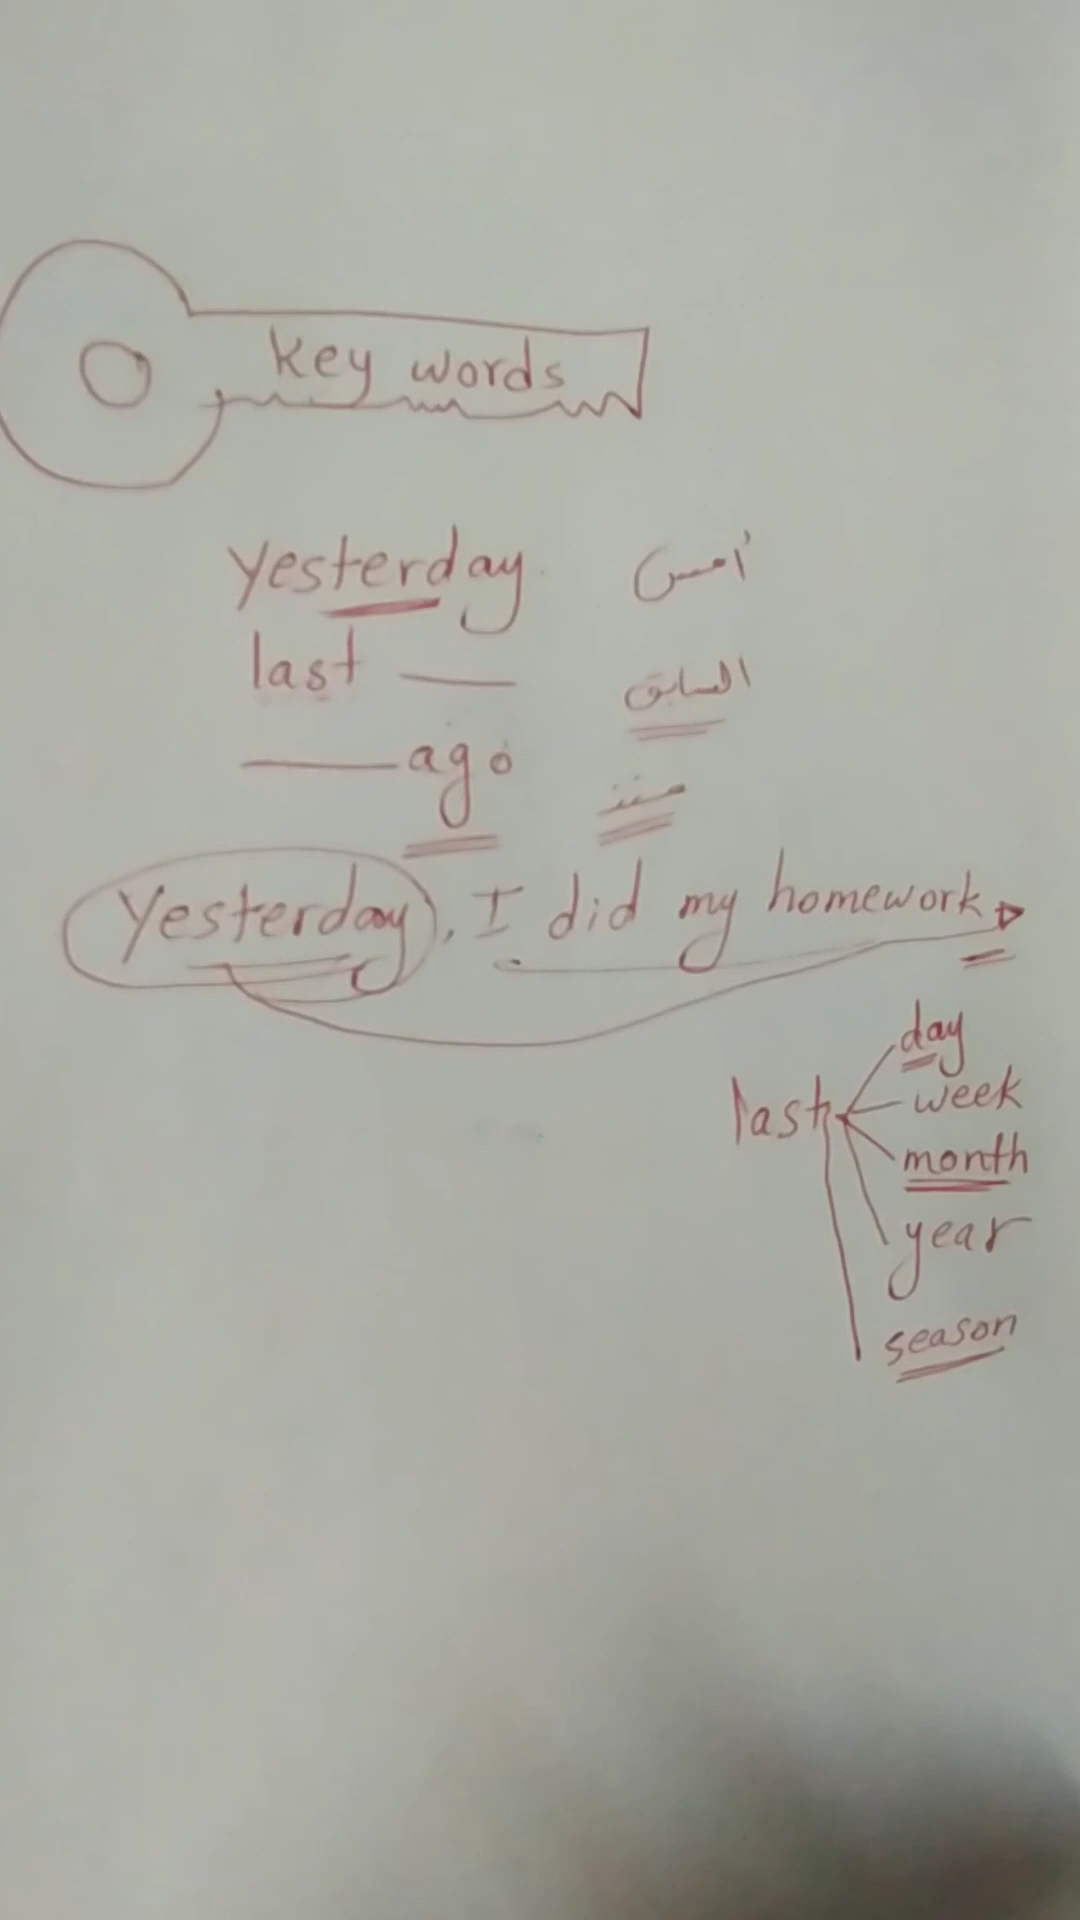 key words
yesterday أمس
last ___ السابق
___ ago منذ
Yesterday, I did my homework
last
day
week
month
year
season